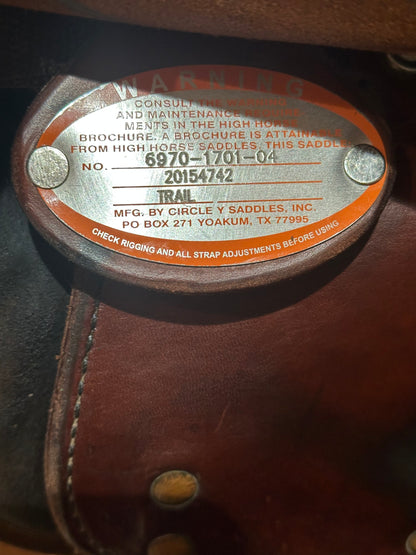 WARNING
CONSULT THE
AND MAINTENANCE
MENTS IN THE HIGH HORSE
BROCHURE. A BROCHURE IS ATTAINABLE
FROM HIGH HORSE SADDLES. THIS SADDLE
NO. 6970-1701-04
20154742
TRAIL
MFG. BY CIRCLE Y SADDLES, INC.
PO BOX 271 YOAKUM, TX 77995
CHECK RIGGING AND ALL STRAP ADJUSTMENTS BEFORE USING